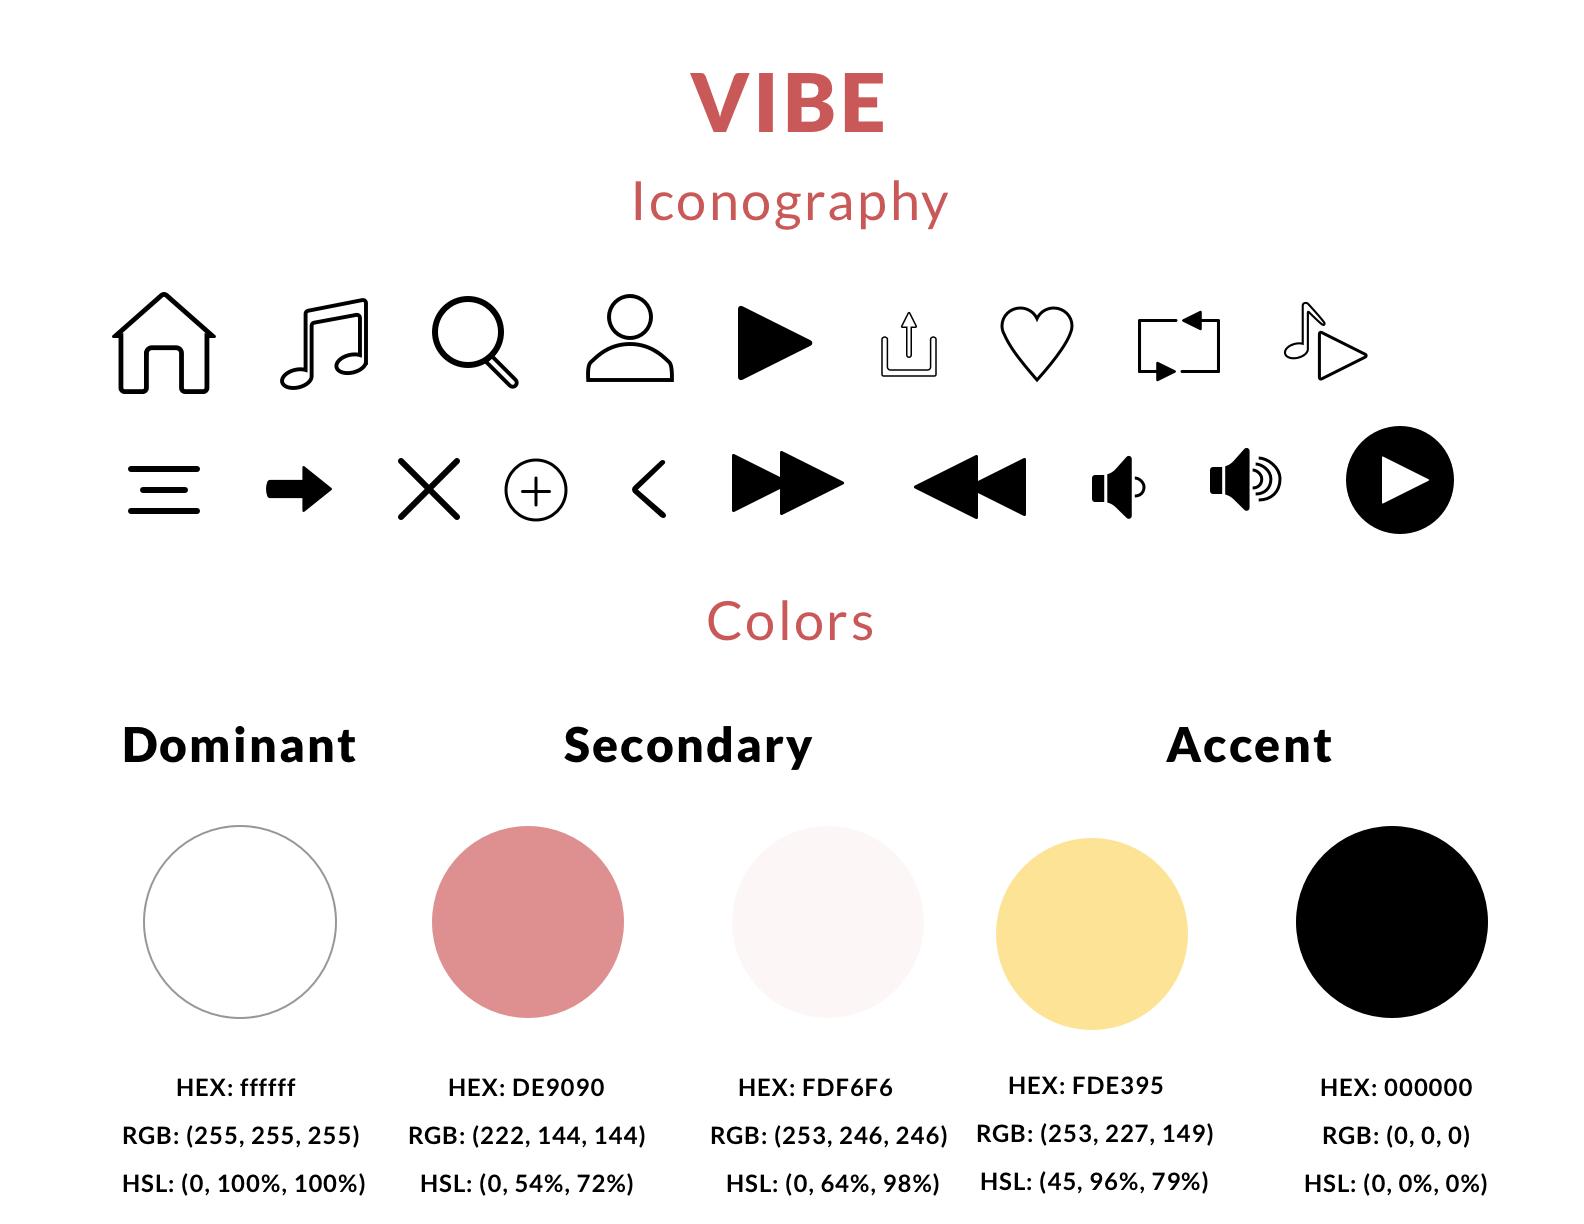 VIBE
Iconography
Colors
Dominant
Secondary
Accent
HEX: ffffff
RGB: (255, 255, 255)
HSL: (0, 100%, 100%)
HEX: DE9090
RGB: (222, 144, 144)
HSL: (0, 54%, 72%)
HEX: FDF6F6
RGB: (253, 246, 246)
HSL: (0, 64%, 98%)
HEX: FDE395
RGB: (253, 227, 149)
HSL: (45, 96%, 79%)
HEX: 000000
RGB: (0, 0, 0)
HSL: (0, 0%, 0%)